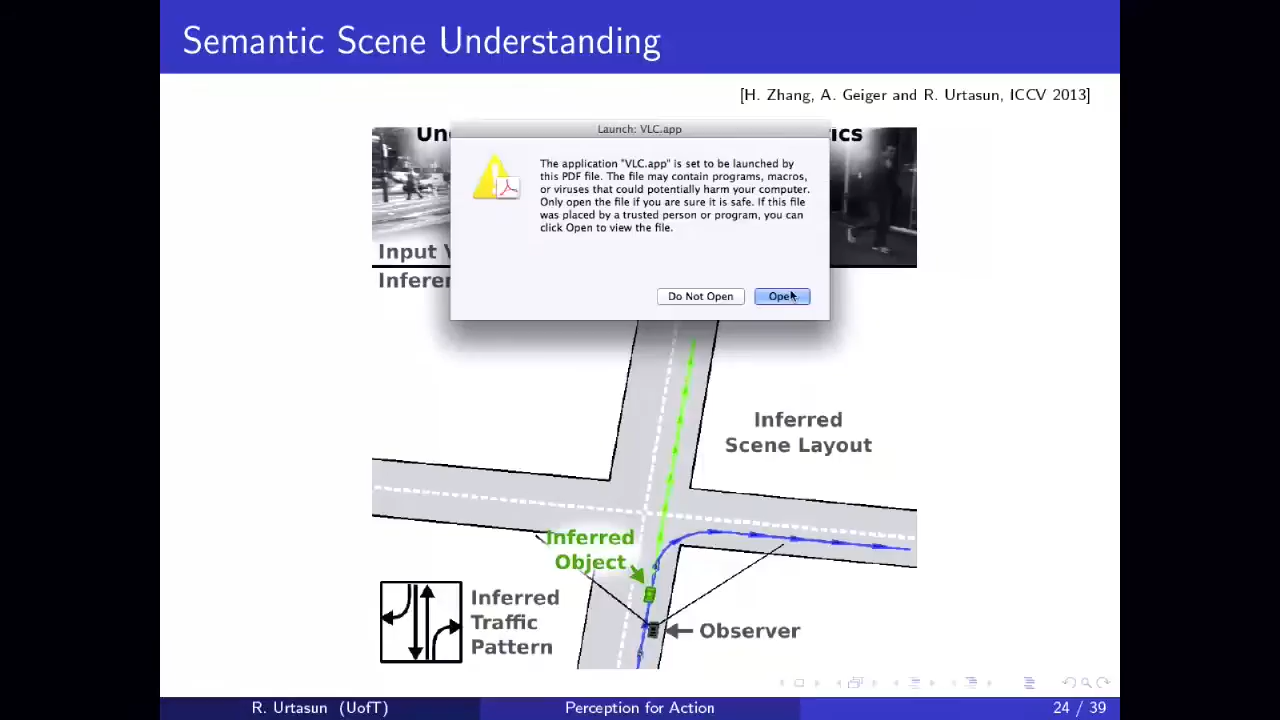 Semantic Scene Understanding
[H. Zhang, A. Geiger and R. Urtasun, ICCV 2013]
Launch: VLC.app
The application "VLC.app" is set to be launched by
this PDF file. The file may contain programs, macros,
or viruses that could potentially harm your computer.
Only open the file if you are sure it is safe. If this file
was placed by a trusted person or program, you can
click Open to view the file.
Do Not Open
Open
Input
Inferred
Scene Layout
Inferred
Object
Inferred
Traffic
Pattern
Observer
R. Urtasun (UofT)
Perception for Action
24 / 39